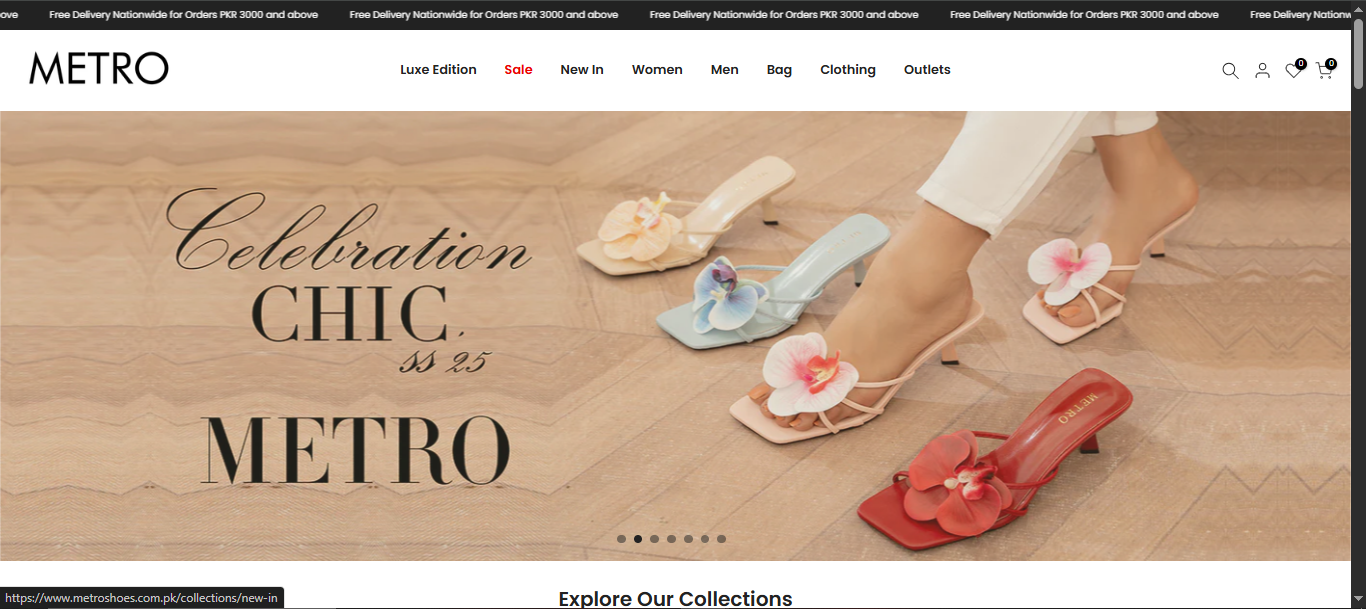 ove Free Delivery Nationwide for Orders PKR 3000 and above Free Delivery Nationwide for Orders PKR 3000 and above Free Delivery Nationwide for Orders PKR 3000 and above Free Delivery Nationwide for Orders PKR 3000 and above Free Delivery Nationw
METRO
Luxe Edition Sale New In Women Men Bag Clothing Outlets
0 0
Celebration
CHIC,
SS 25
METRO
METRO
https://www.metroshoes.com.pk/collections/new-in
Explore Our Collections